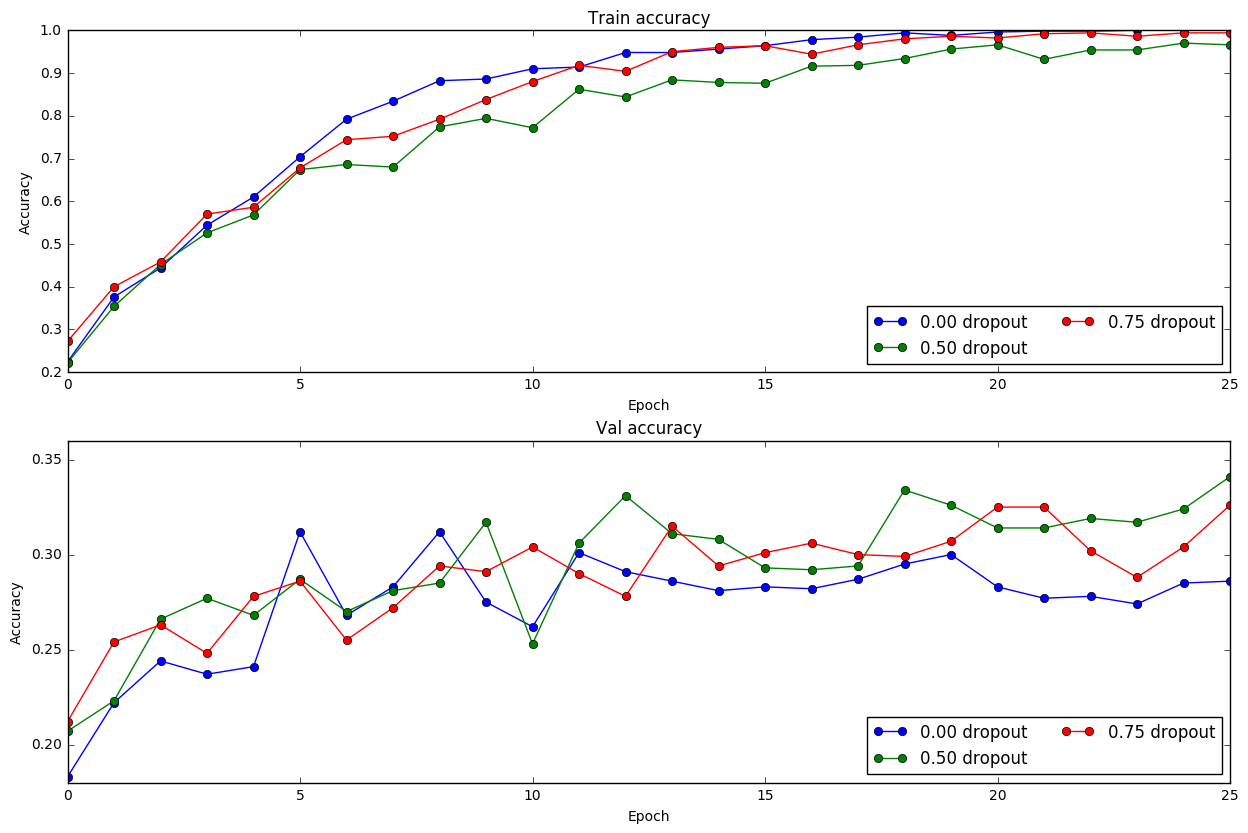 Train accuracy
1.0
0.9
0.8
0.7
0.6
0.5
0.4
0.3
0.2
Accuracy
0.00 dropout 0.75 dropout
0.50 dropout
0 5 10 15 20 25
Epoch
Val accuracy
0.35
0.30
0.25
0.20
Accuracy
0.00 dropout 0.75 dropout
0.50 dropout
0 5 10 15 20 25
Epoch